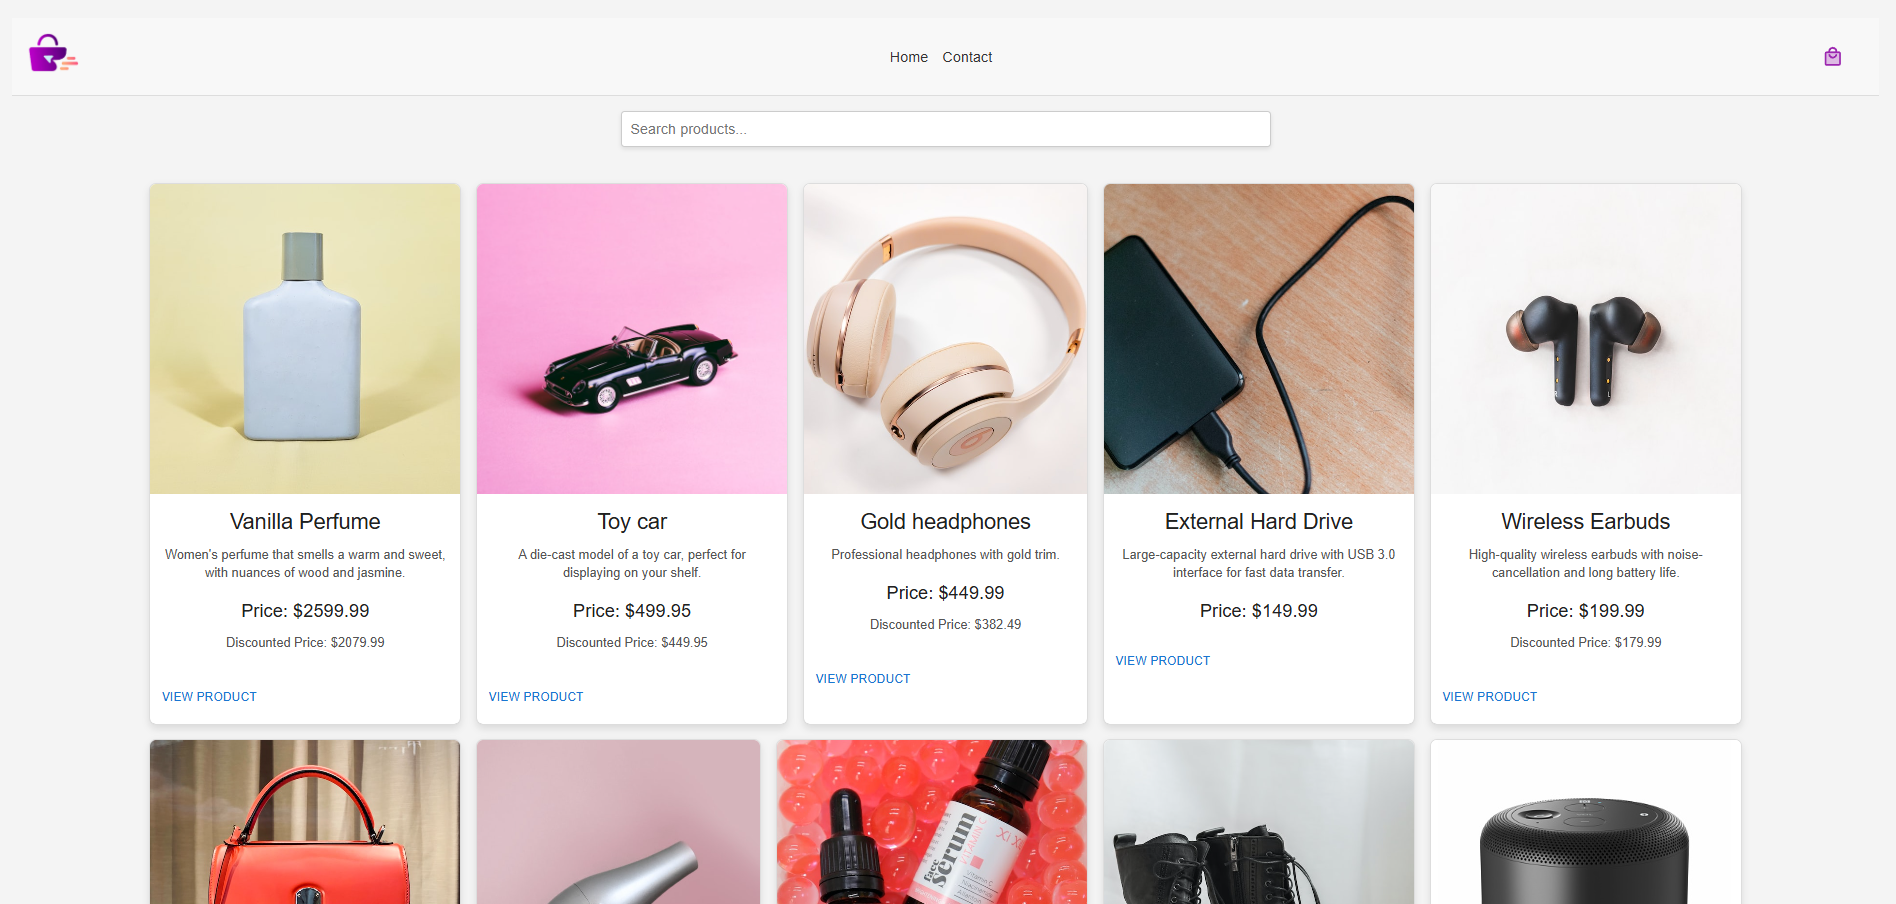 Home Contact
Search products...
Vanilla Perfume
Women's perfume that smells a warm and sweet,
with nuances of wood and jasmine.
Price: $2599.99
Discounted Price: $2079.99
VIEW PRODUCT
Toy car
A die-cast model of a toy car, perfect for
displaying on your shelf.
Price: $499.95
Discounted Price: $449.95
VIEW PRODUCT
Gold headphones
Professional headphones with gold trim.
Price: $449.99
Discounted Price: $382.49
VIEW PRODUCT
External Hard Drive
Large-capacity external hard drive with USB 3.0
interface for fast data transfer.
Price: $149.99
VIEW PRODUCT
Wireless Earbuds
High-quality wireless earbuds with noise-
cancellation and long battery life.
Price: $199.99
Discounted Price: $179.99
VIEW PRODUCT
face
serum
VITAMIN C
Vitamin C
Niacinamide